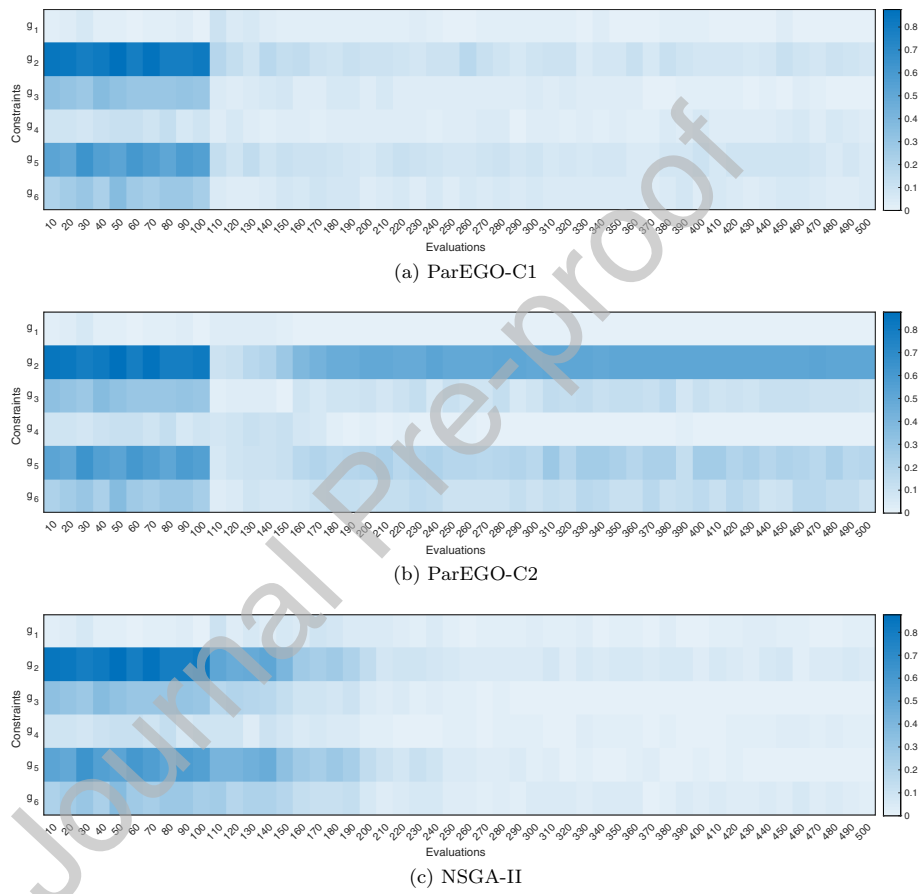 g1
g2
g3
g4
g5
g6
Constraints
0.8
0.7
0.6
0.5
0.4
0.3
0.2
0.1
0
10 20 30 40 50 60 70 80 90 100 110 120 130 140 150 160 170 180 190 200 210 220 230 240 250 260 270 280 290 300 310 320 330 340 350 360 370 380 390 400 410 420 430 440 450 460 470 480 490 500
Evaluations
(a) ParEGO-C1
g1
g2
g3
g4
g5
g6
Constraints
0.8
0.7
0.6
0.5
0.4
0.3
0.2
0.1
0
10 20 30 40 50 60 70 80 90 100 110 120 130 140 150 160 170 180 190 200 210 220 230 240 250 260 270 280 290 300 310 320 330 340 350 360 370 380 390 400 410 420 430 440 450 460 470 480 490 500
Evaluations
(b) ParEGO-C2
g1
g2
g3
g4
g5
g6
Constraints
0.8
0.7
0.6
0.5
0.4
0.3
0.2
0.1
0
10 20 30 40 50 60 70 80 90 100 110 120 130 140 150 160 170 180 190 200 210 220 230 240 250 260 270 280 290 300 310 320 330 340 350 360 370 380 390 400 410 420 430 440 450 460 470 480 490 500
Evaluations
(c) NSGA-II
Journal Pre-proof